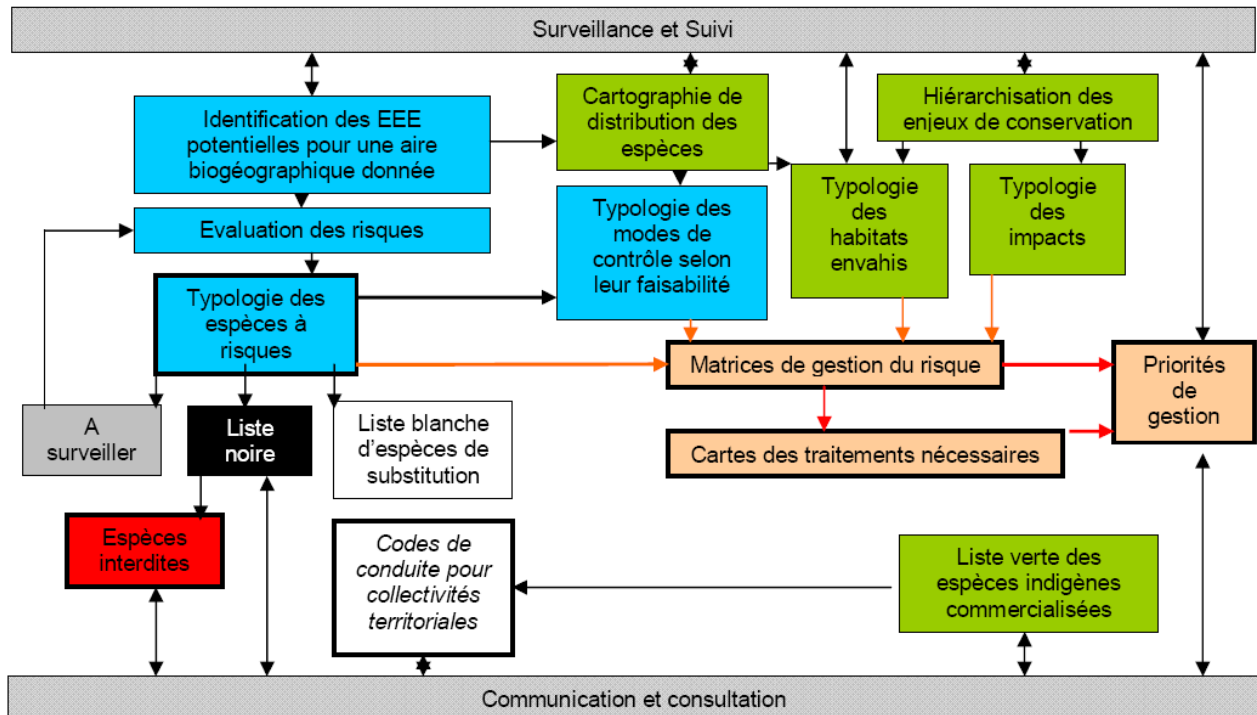 Surveillance et Suivi
Identification des EEE
potentielles pour une aire
biogéographique donnée
Cartographie de
distribution des
espèces
Hiérarchisation des
enjeux de conservation
Evaluation des risques
Typologie des
modes de
contrôle selon
leur faisabilité
Typologie
des
habitats
envahis
Typologie
des
impacts
Typologie des
espèces à
risques
Matrices de gestion du risque
Priorités
de
gestion
A
surveiller
Liste
noire
Liste blanche
d'espèces de
substitution
Cartes des traitements nécessaires
Espèces
interdites
Codes de
conduite pour
collectivités
territoriales
Liste verte des
espèces indigènes
commercialisées
Communication et consultation